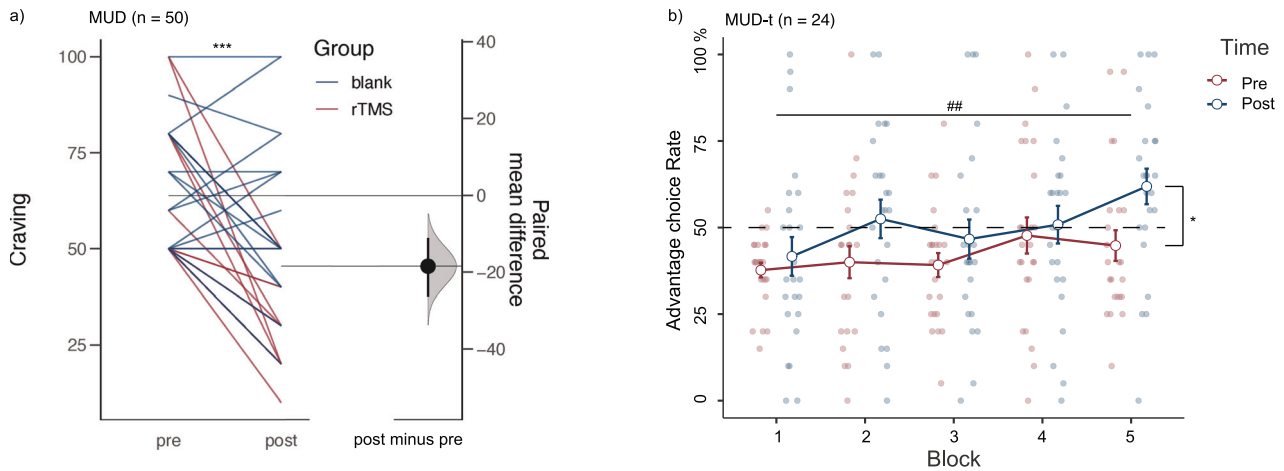 a)
MUD (n = 50)
Craving
100
75
50
25
***
Group
blank
rTMS
40
20
0
−20
−40
Paired
mean difference
pre
post
post minus pre
b)
MUD-t (n = 24)
Advantage choice Rate
100 %
75
50
25
0
##
*
Time
Pre
Post
1
2
3
4
5
Block